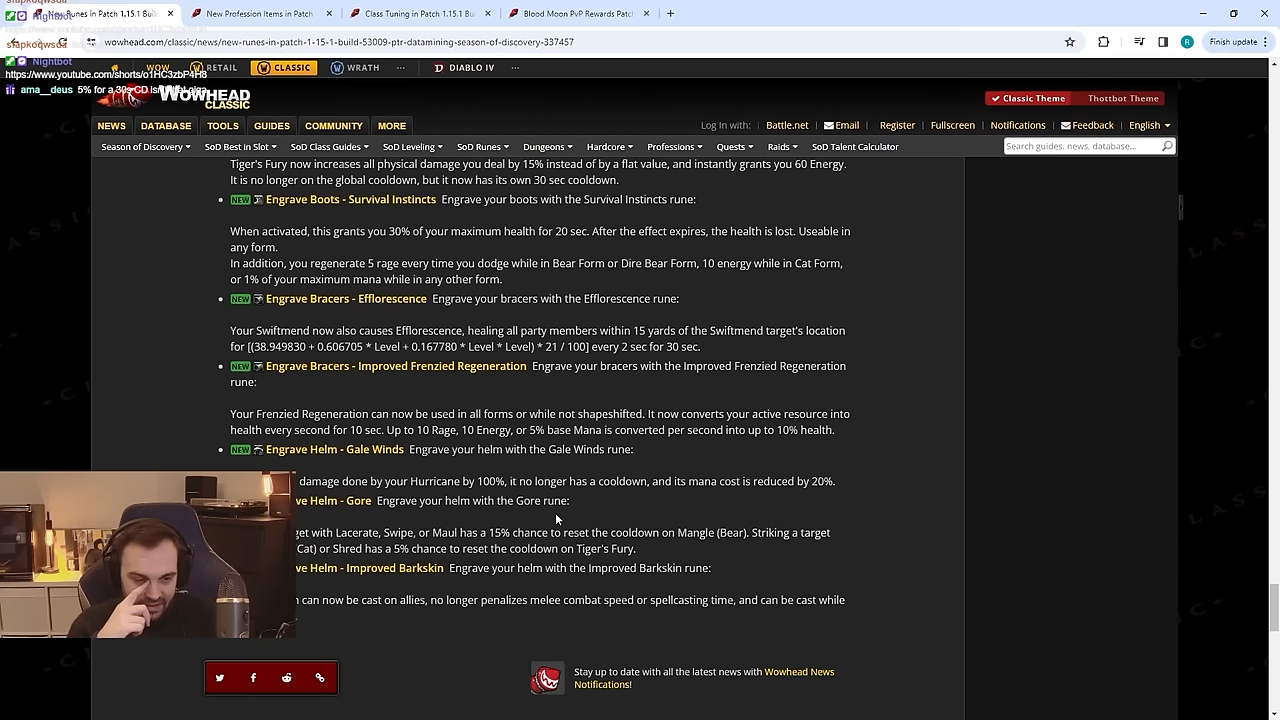 New Runes in Patch 1.15.1 Buil
New Profession Items in Patch
Class Tuning in Patch 1.15.1 Buil
Blood Moon PvP Rewards Patc
Nightbot
wowhead.com/classic/news/new-runes-in-patch-1-15-1-build-53009-ptr-datamining-season-of-discovery-337457
Finish update
slapkoqwsda
Nightbot
https://www.youtube.com/shorts/o1HC3zbP4H8
ama__deus 5% for a 30s CD is
WOW
RETAIL
CLASSIC
WRATH
DIABLO IV
WOWHEAD
CLASSIC
Classic Theme
Thottbot Theme
NEWS DATABASE TOOLS GUIDES COMMUNITY MORE
Log In with: Battle.net Email Register Fullscreen Notifications Feedback English
Season of Discovery SoD Best in Slot SoD Class Guides SoD Leveling SoD Runes Dungeons Hardcore Professions Quests Raids SoD Talent Calculator
Search guides, news, database...
Tiger's Fury now increases all physical damage you deal by 15% instead of by a flat value, and instantly grants you 60 Energy.
It is no longer on the global cooldown, but it now has its own 30 sec cooldown.
NEW Engrave Boots - Survival Instincts Engrave your boots with the Survival Instincts rune:
When activated, this grants you 30% of your maximum health for 20 sec. After the effect expires, the health is lost. Useable in
any form.
In addition, you regenerate 5 rage every time you dodge while in Bear Form or Dire Bear Form, 10 energy while in Cat Form,
or 1% of your maximum mana while in any other form.
NEW Engrave Bracers - Efflorescence Engrave your bracers with the Efflorescence rune:
Your Swiftmend now also causes Efflorescence, healing all party members within 15 yards of the Swiftmend target's location
for [(38.949830 + 0.606705 * Level + 0.167780 * Level * Level) * 21 / 100] every 2 sec for 30 sec.
NEW Engrave Bracers - Improved Frenzied Regeneration Engrave your bracers with the Improved Frenzied Regeneration
rune:
Your Frenzied Regeneration can now be used in all forms or while not shapeshifted. It now converts your active resource into
health every second for 10 sec. Up to 10 Rage, 10 Energy, or 5% base Mana is converted per second into up to 10% health.
NEW Engrave Helm - Gale Winds Engrave your helm with the Gale Winds rune:
damage done by your Hurricane by 100%, it no longer has a cooldown, and its mana cost is reduced by 20%.
ve Helm - Gore Engrave your helm with the Gore rune:
get with Lacerate, Swipe, or Maul has a 15% chance to reset the cooldown on Mangle (Bear). Striking a target
Cat) or Shred has a 5% chance to reset the cooldown on Tiger's Fury.
ve Helm - Improved Barkskin Engrave your helm with the Improved Barkskin rune:
n can now be cast on allies, no longer penalizes melee combat speed or spellcasting time, and can be cast while
Stay up to date with all the latest news with Wowhead News
Notifications!